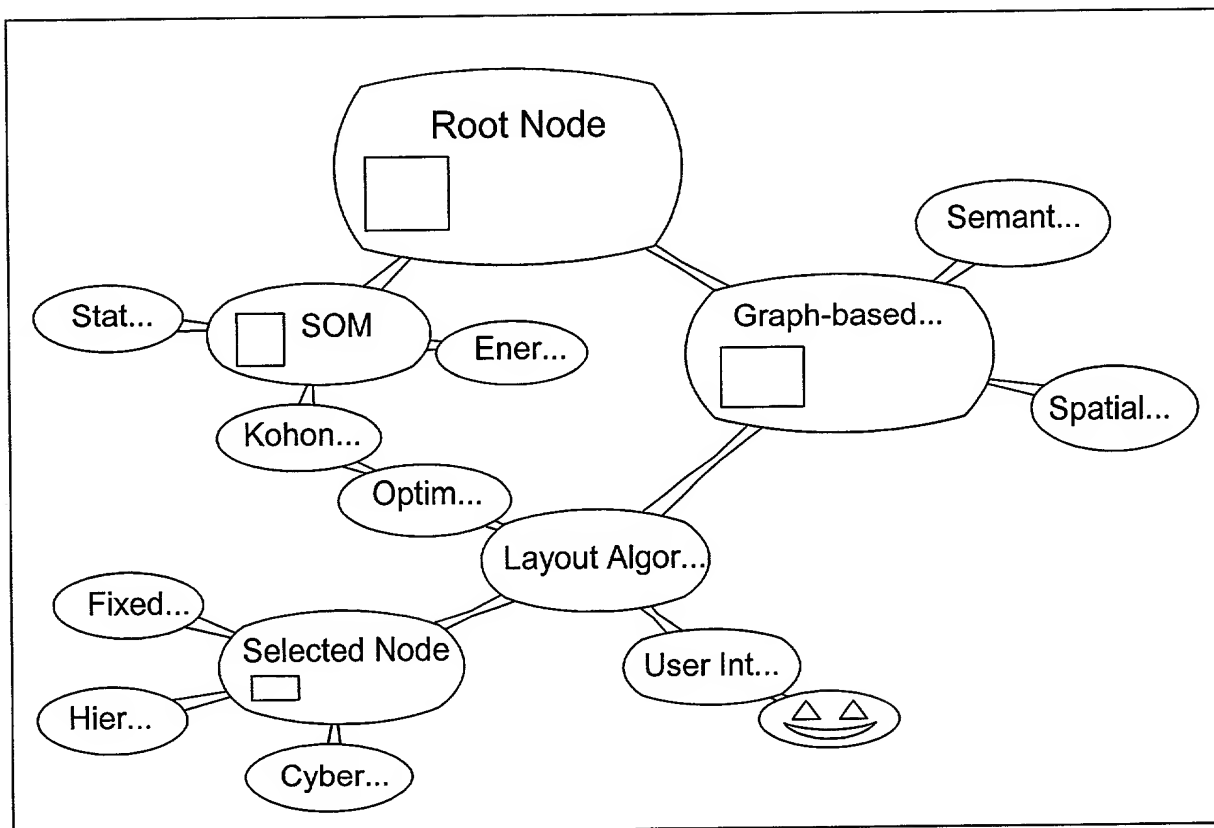 Root Node
Semant...
Stat...
SOM
Graph-based...
Ener...
Spatial...
Kohon...
Optim...
Layout Algor...
Fixed...
Selected Node
User Int...
Hier...
Cyber...